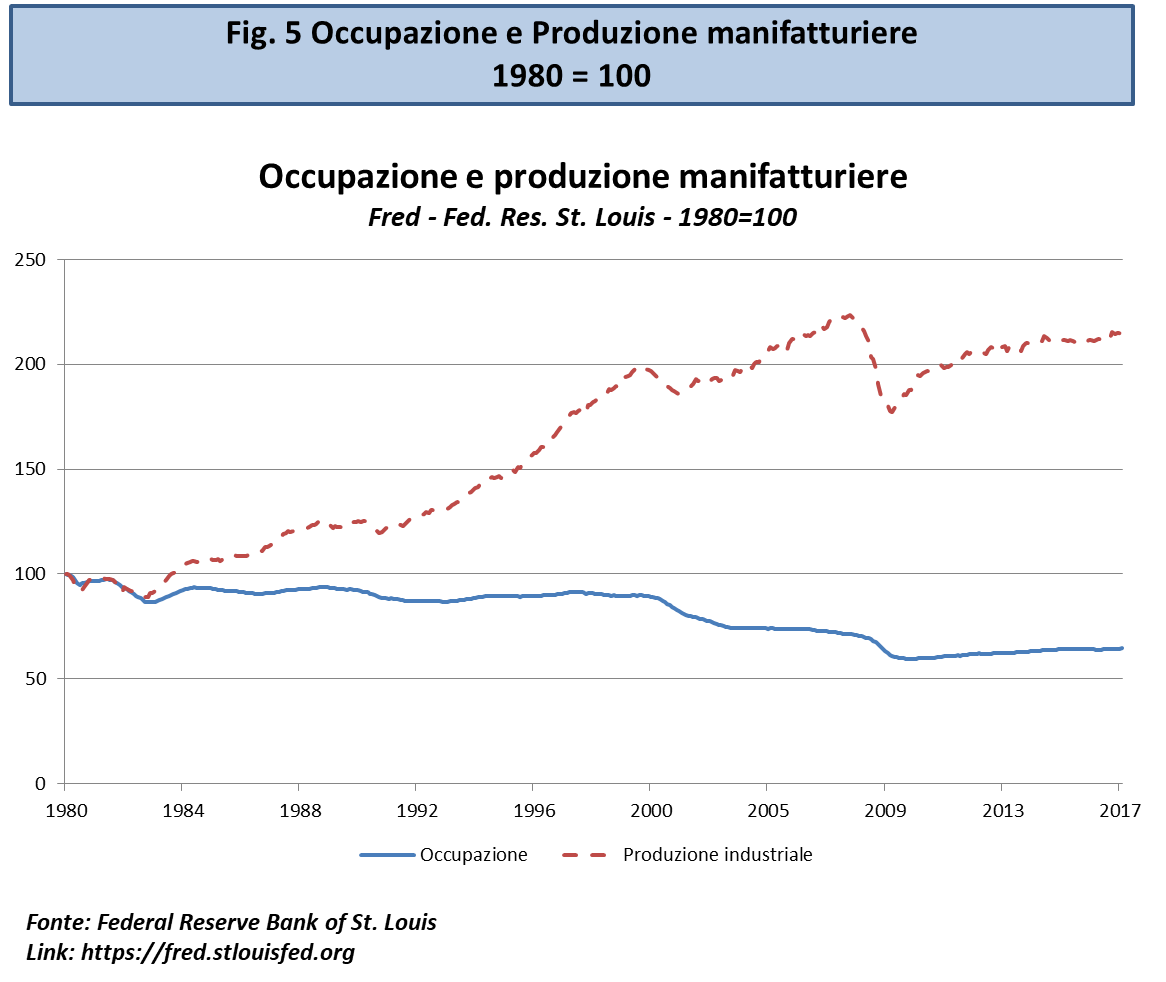 Fig. 5 Occupazione e Produzione manifatturiere
1980 = 100
Occupazione e produzione manifatturiere
Fred - Fed. Res. St. Louis - 1980=100
250
200
150
100
50
0
1980 1984 1988 1992 1996 2000 2005 2009 2013 2017
Occupazione Produzione industriale
Fonte: Federal Reserve Bank of St. Louis
Link: https://fred.stlouisfed.org